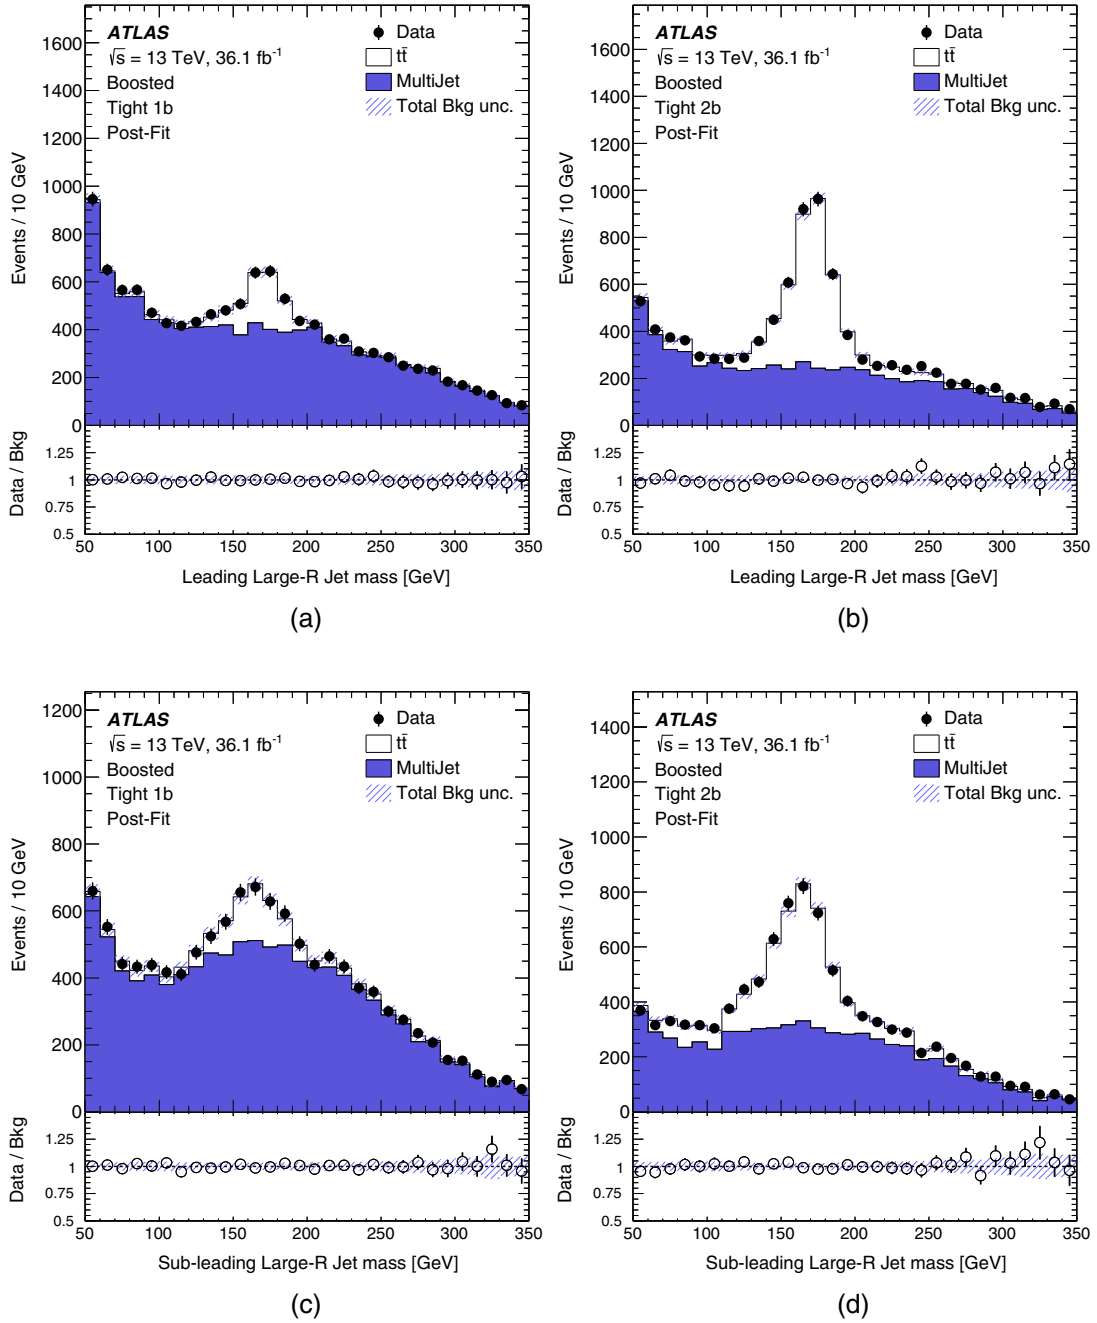 ATLAS
√s = 13 TeV, 36.1 fb⁻¹
Boosted
Tight 1b
Post-Fit
Data
tt̄
MultiJet
Total Bkg unc.
Events / 10 GeV
1600
1400
1200
1000
800
600
400
200
0
Data / Bkg
1.25
1
0.75
0.5
50 100 150 200 250 300 350
Leading Large-R Jet mass [GeV]
(a)
ATLAS
√s = 13 TeV, 36.1 fb⁻¹
Boosted
Tight 2b
Post-Fit
Data
tt̄
MultiJet
Total Bkg unc.
Events / 10 GeV
1600
1400
1200
1000
800
600
400
200
0
Data / Bkg
1.25
1
0.75
0.5
50 100 150 200 250 300 350
Leading Large-R Jet mass [GeV]
(b)
ATLAS
√s = 13 TeV, 36.1 fb⁻¹
Boosted
Tight 1b
Post-Fit
Data
tt̄
MultiJet
Total Bkg unc.
Events / 10 GeV
1200
1000
800
600
400
200
0
Data / Bkg
1.25
1
0.75
0.5
50 100 150 200 250 300 350
Sub-leading Large-R Jet mass [GeV]
(c)
ATLAS
√s = 13 TeV, 36.1 fb⁻¹
Boosted
Tight 2b
Post-Fit
Data
tt̄
MultiJet
Total Bkg unc.
Events / 10 GeV
1400
1200
1000
800
600
400
200
0
Data / Bkg
1.25
1
0.75
0.5
50 100 150 200 250 300 350
Sub-leading Large-R Jet mass [GeV]
(d)